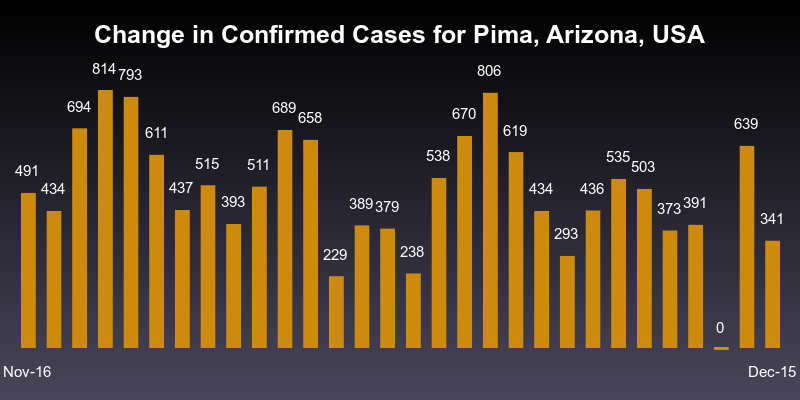 Change in Confirmed Cases for Pima, Arizona, USA
491 434 694 814 793 611 437 515 393 511 689 658 229 389 379 238 538 670 806 619 434 293 436 535 503 373 391 0 639 341
Nov-16 Dec-15